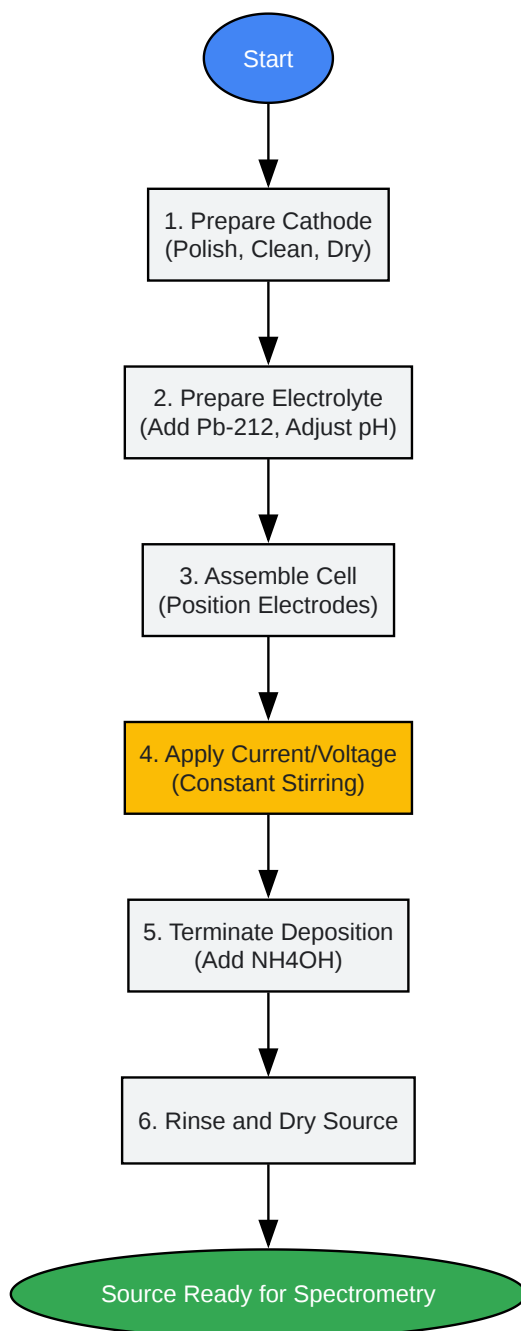 Start
1. Prepare Cathode
(Polish, Clean, Dry)
2. Prepare Electrolyte
(Add Pb-212, Adjust pH)
3. Assemble Cell
(Position Electrodes)
4. Apply Current/Voltage
(Constant Stirring)
5. Terminate Deposition
(Add NH4OH)
6. Rinse and Dry Source
Source Ready for Spectrometry